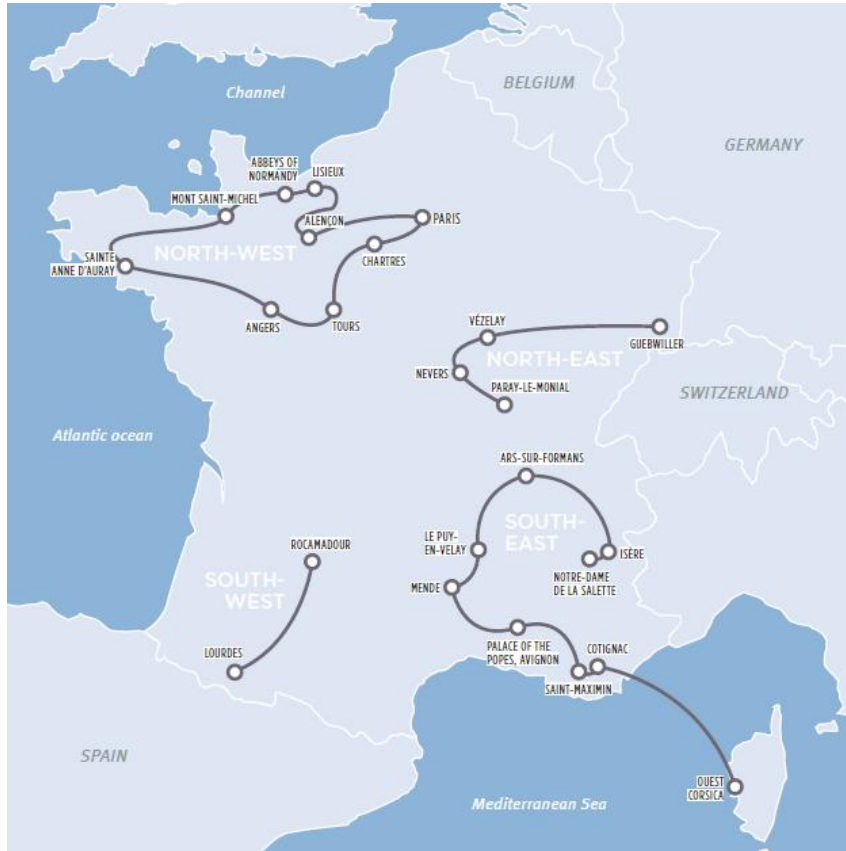 Channel
BELGIUM
GERMANY
ABBEYS OF
NORMANDY
LISIEUX
MONT SAINT-MICHEL
ALENÇON
PARIS
NORTH-WEST
CHARTRES
SAINTE
ANNE D'AURAY
ANGERS
TOURS
VÉZELAY
GUEBWILLER
NORTH-EAST
NEVERS
PARAY-LE-MONIAL
SWITZERLAND
Atlantic ocean
ARS-SUR-FORMANS
SOUTH-
EAST
LE PUY-
EN-VELAY
ISÈRE
NOTRE-DAME
DE LA SALETTE
MENDE
ROCAMADOUR
SOUTH-
WEST
LOURDES
PALACE OF THE
POPES, AVIGNON
COTIGNAC
SAINT-MAXIMIN
SPAIN
OUEST
CORSICA
Mediterranean Sea